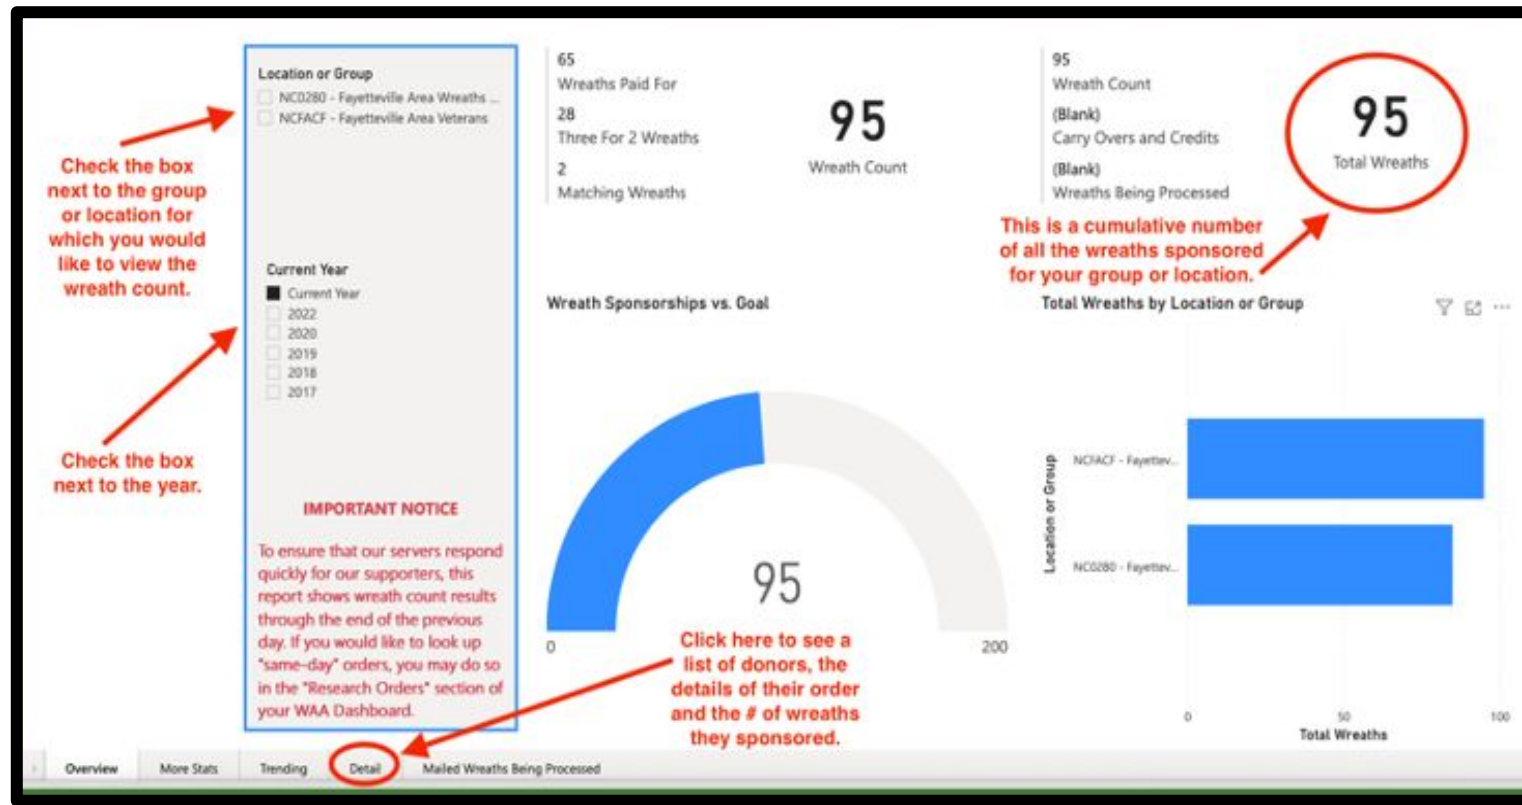 Location or Group
NC0280 - Fayetteville Area Wreaths ...
NCFACF - Fayetteville Area Veterans
Check the box
next to the group
or location for
which you would
like to view the
wreath count.
Current Year
Current Year
2022
2020
2019
2018
2017
Check the box
next to the year.
IMPORTANT NOTICE
To ensure that our servers respond
quickly for our supporters, this
report shows wreath count results
through the end of the previous
day. If you would like to look up
"same-day" orders, you may do so
in the "Research Orders" section of
your WAA Dashboard.
65
Wreaths Paid For
28
Three For 2 Wreaths
2
Matching Wreaths
95
Wreath Count
95
Wreath Count
(Blank)
Carry Overs and Credits
(Blank)
Wreaths Being Processed
95
Total Wreaths
This is a cumulative number
of all the wreaths sponsored
for your group or location.
Wreath Sponsorships vs. Goal
95
0
200
Click here to see a
list of donors, the
details of their order
and the # of wreaths
they sponsored.
Total Wreaths by Location or Group
...
Location or Group
NCFACF - Fayettev...
NC0280 - Fayettev...
0 50 100
Total Wreaths
Overview More Stats Trending Detail Mailed Wreaths Being Processed